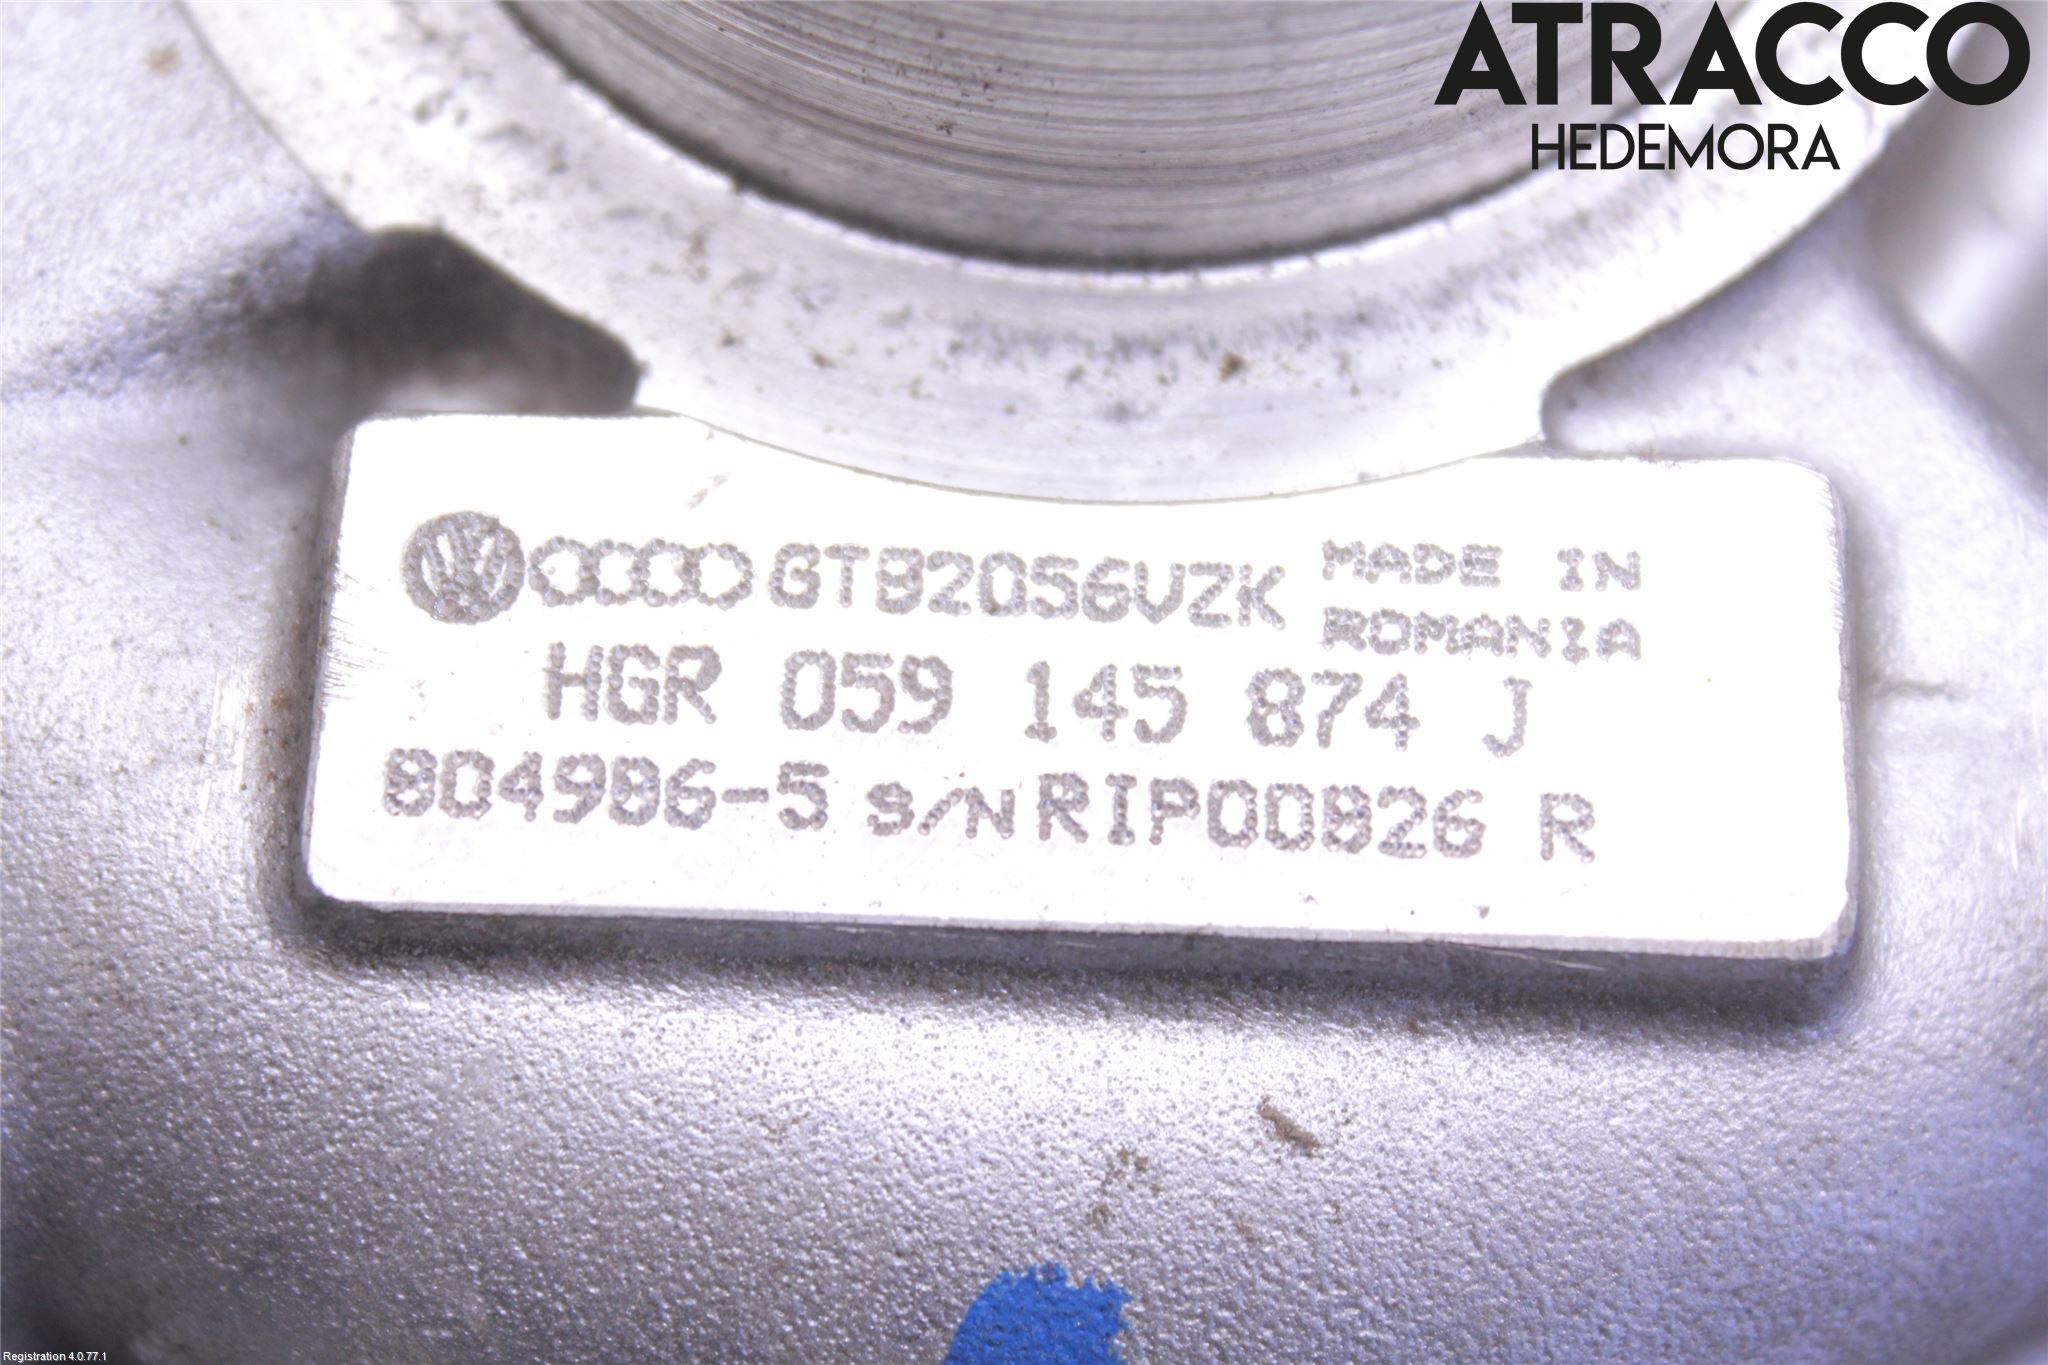 ATRACCO
HEDEMORA
GTB2056VZK MADE IN
ROMANIA
HGR 059 145 874 J
804986-5 S/N RIP00826 R
Registration 4.0.77.1